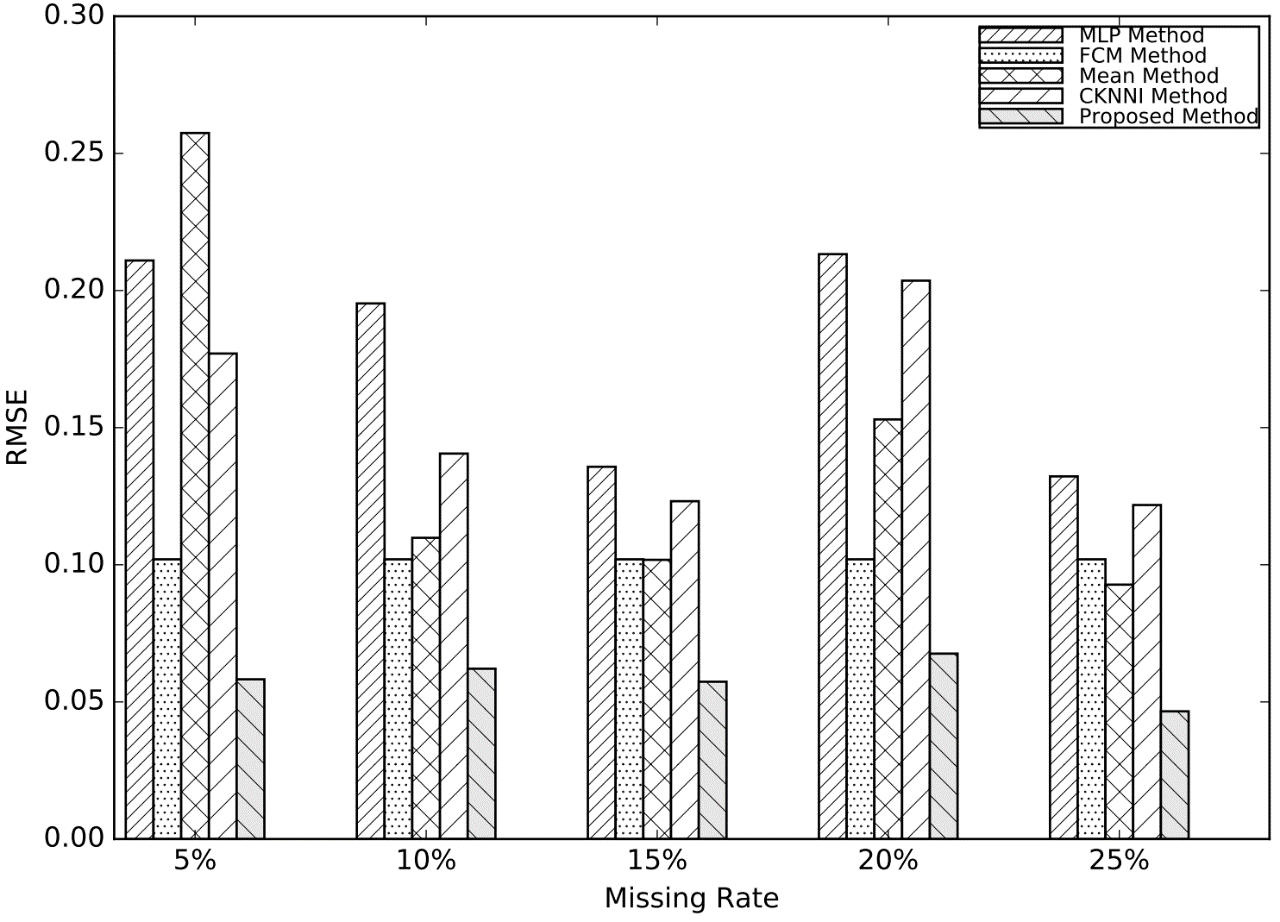 0.30
0.25
0.20
0.15
0.10
0.05
0.00
RMSE
MLP Method
FCM Method
Mean Method
CKNNI Method
Proposed Method
5% 10% 15% 20% 25%
Missing Rate